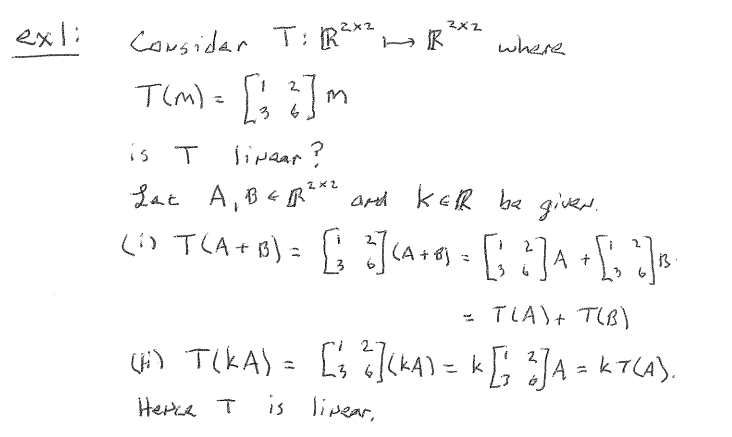 ex1: Consider T: ℝ^{2×2} ↦ ℝ^{2×2} where
T(m) = [1 2; 3 6] m
is T linear?
Let A, B ∈ ℝ^{2×2} and k ∈ ℝ be given.
(i) T(A + B) = [1 2; 3 6](A + B) = [1 2; 3 6]A + [1 2; 3 6]B.
= T(A) + T(B)
(ii) T(kA) = [1 2; 3 6](kA) = k[1 2; 3 6]A = kT(A).
Hence T is linear.